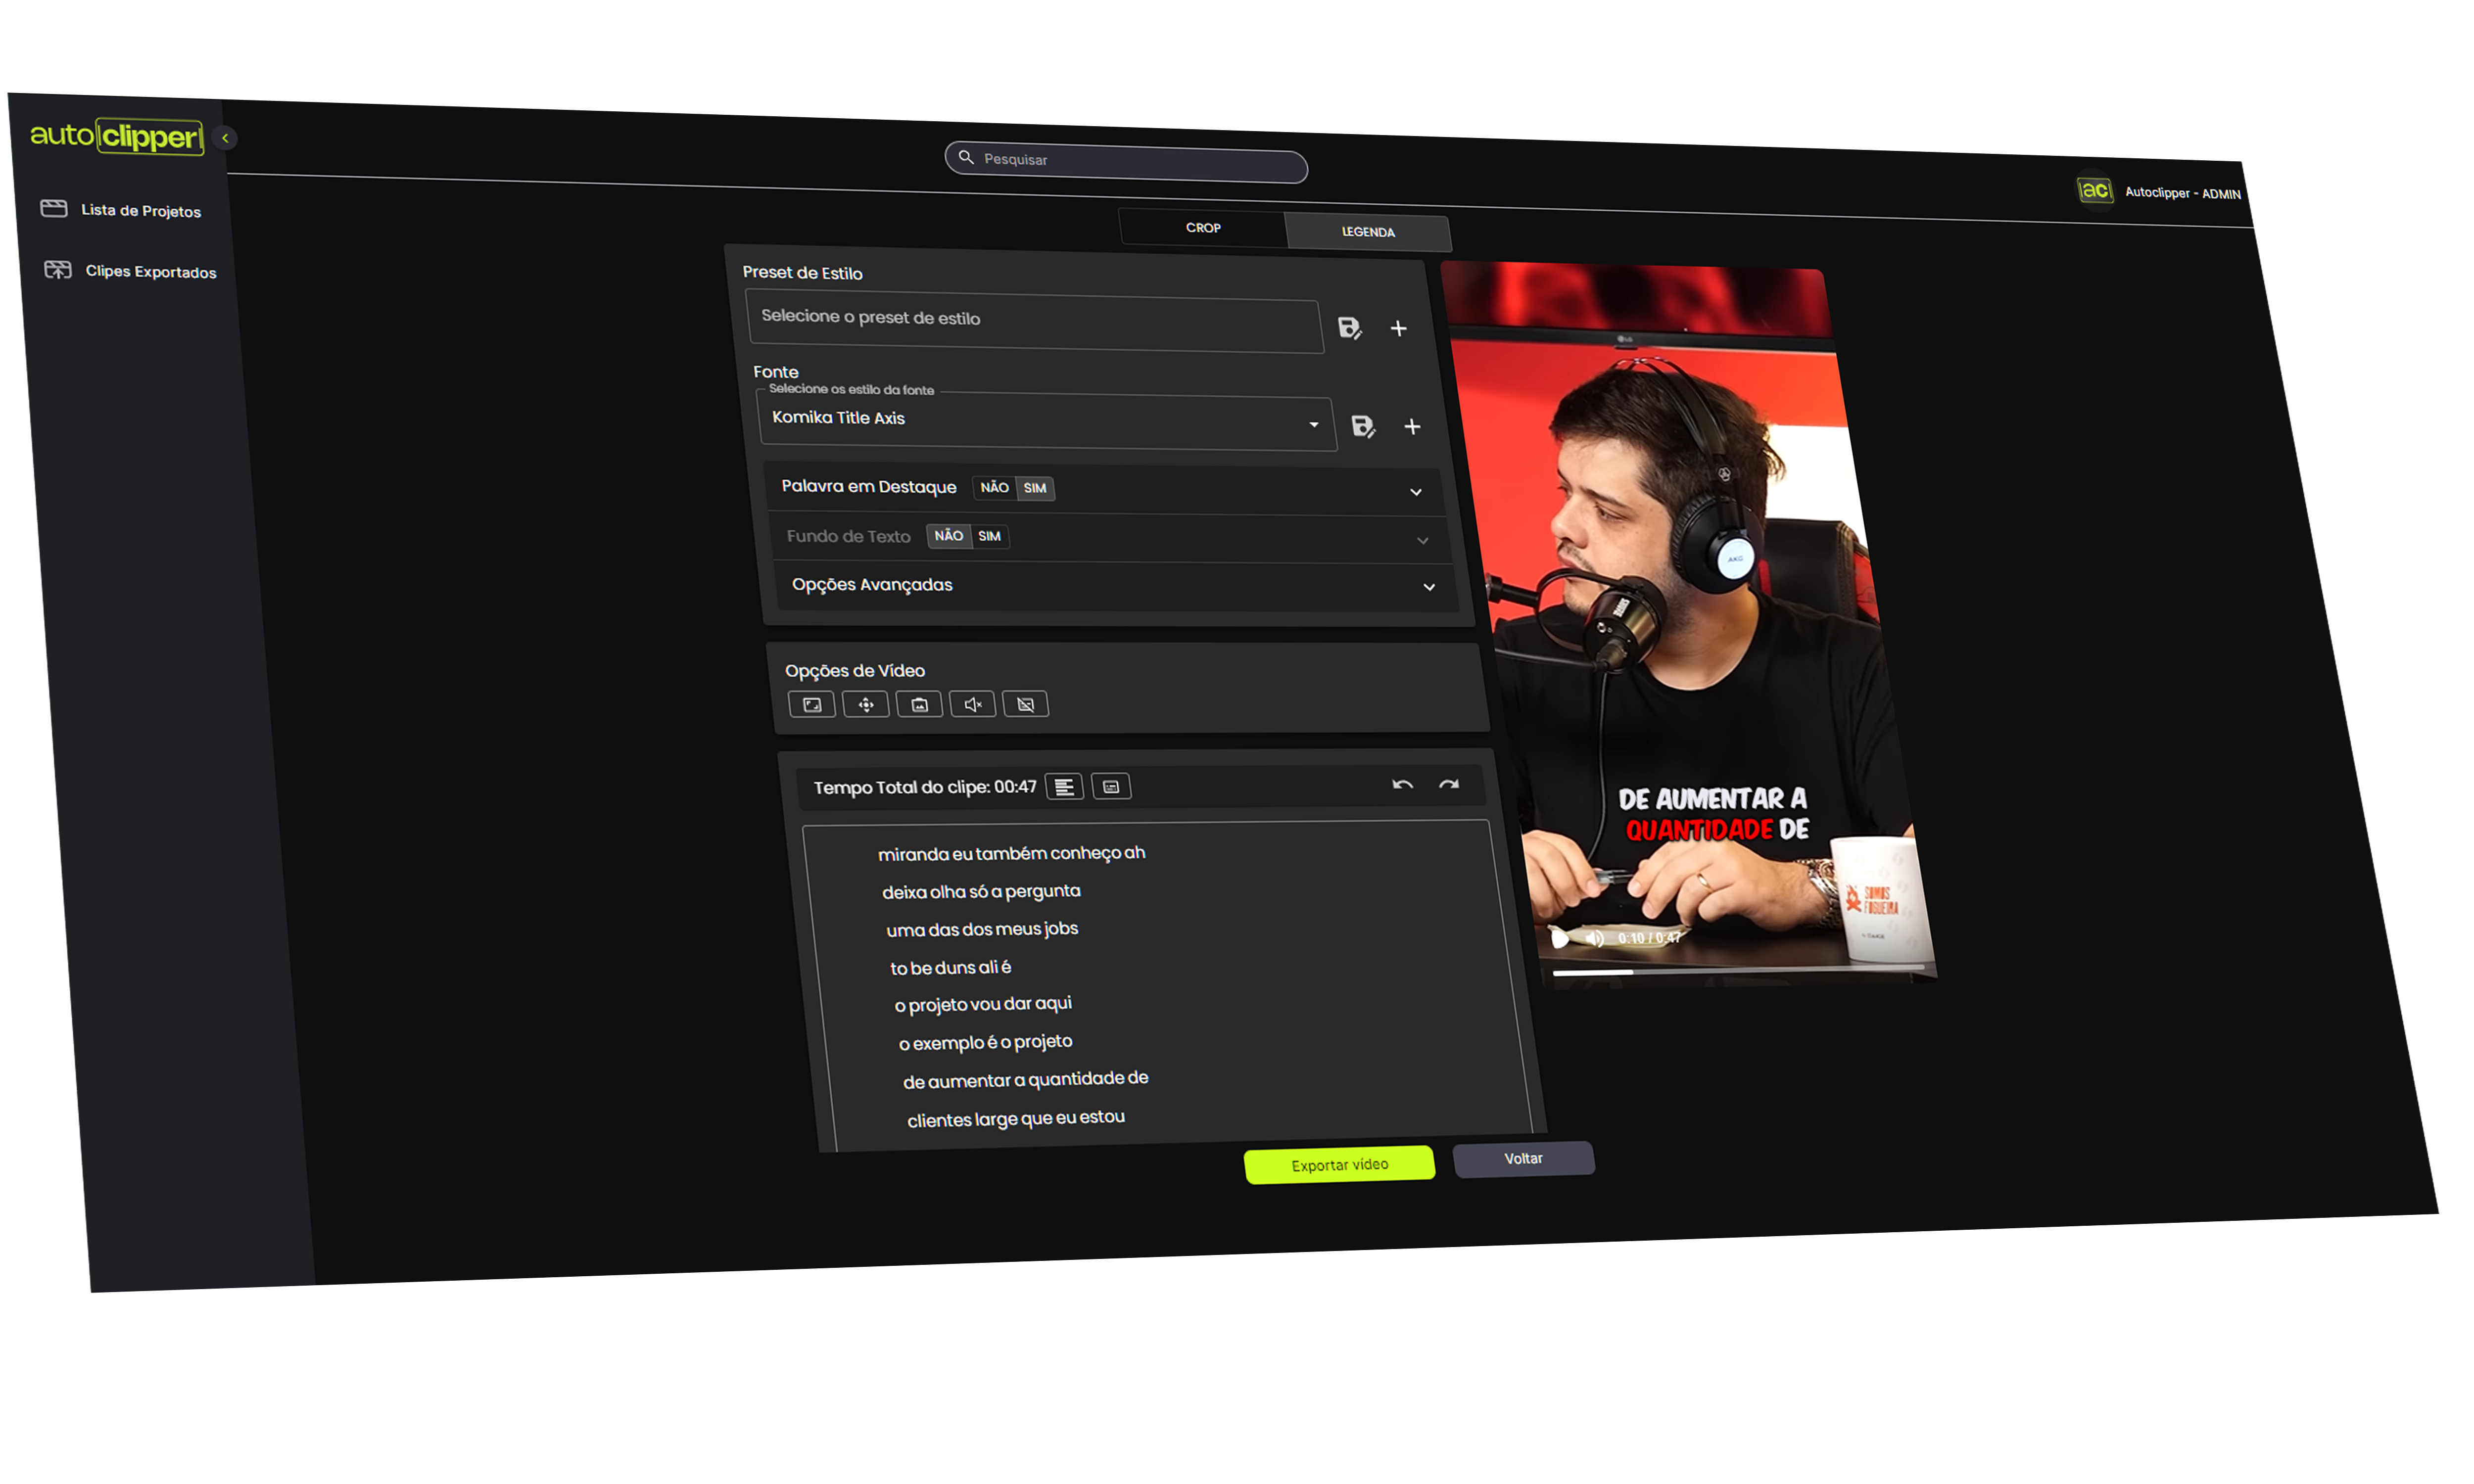 autoclipper
Pesquisar
Autoclipper - ADMIN
Lista de Projetos
Clipes Exportados
CROP
LEGENDA
Preset de Estilo
Selecione o preset de estilo
Fonte
Selecione os estilo da fonte
Komika Title Axis
Palavra em Destaque NÃO SIM
Fundo de Texto NÃO SIM
Opções Avançadas
Opções de Vídeo
Tempo Total do clipe: 00:47
miranda eu também conheço ah
deixa olha só a pergunta
uma das dos meus jobs
to be duns ali é
o projeto vou dar aqui
o exemplo é o projeto
de aumentar a quantidade de
clientes large que eu estou
Exportar vídeo
Voltar
LG
AKG
DE AUMENTAR A
QUANTIDADE DE
SOMOS
FOGUEIRA
0:10 / 0:47
ac